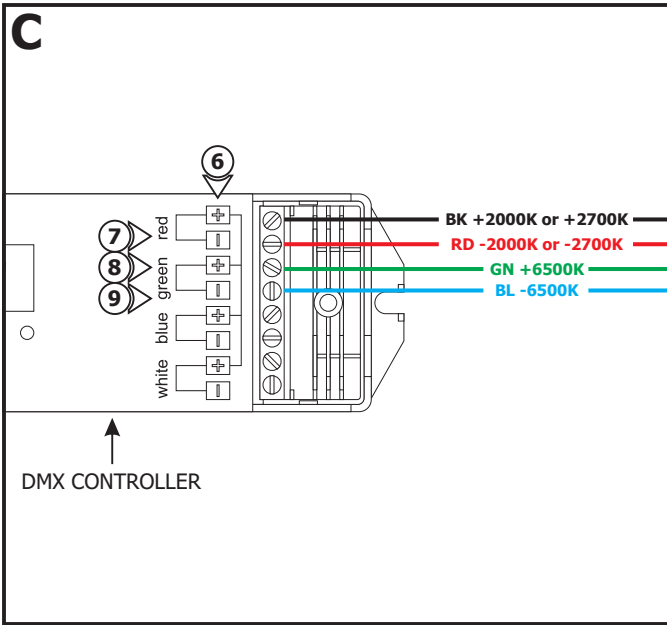 C
6
7
8
9
red
green
blue
white
+
−
+
−
+
−
+
−
BK +2000K or +2700K
RD -2000K or -2700K
GN +6500K
BL -6500K
DMX CONTROLLER